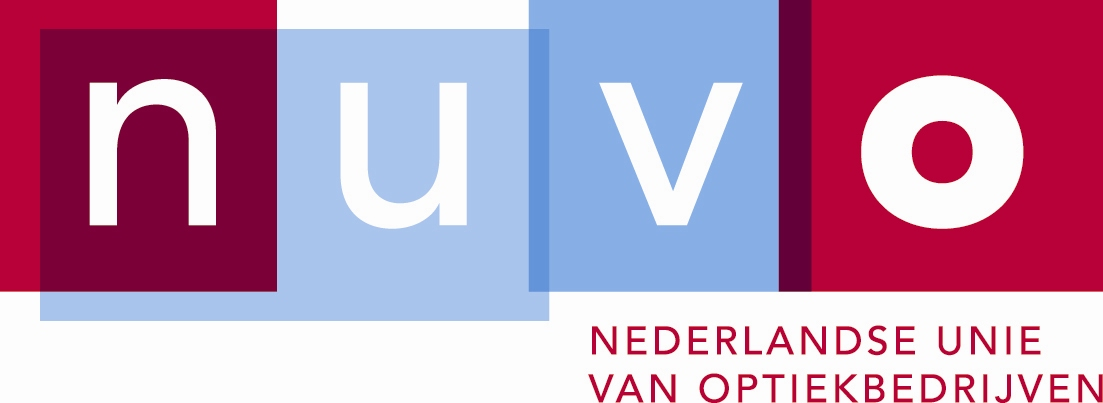 nuvo
NEDERLANDSE UNIE
VAN OPTIEKBEDRIJVEN